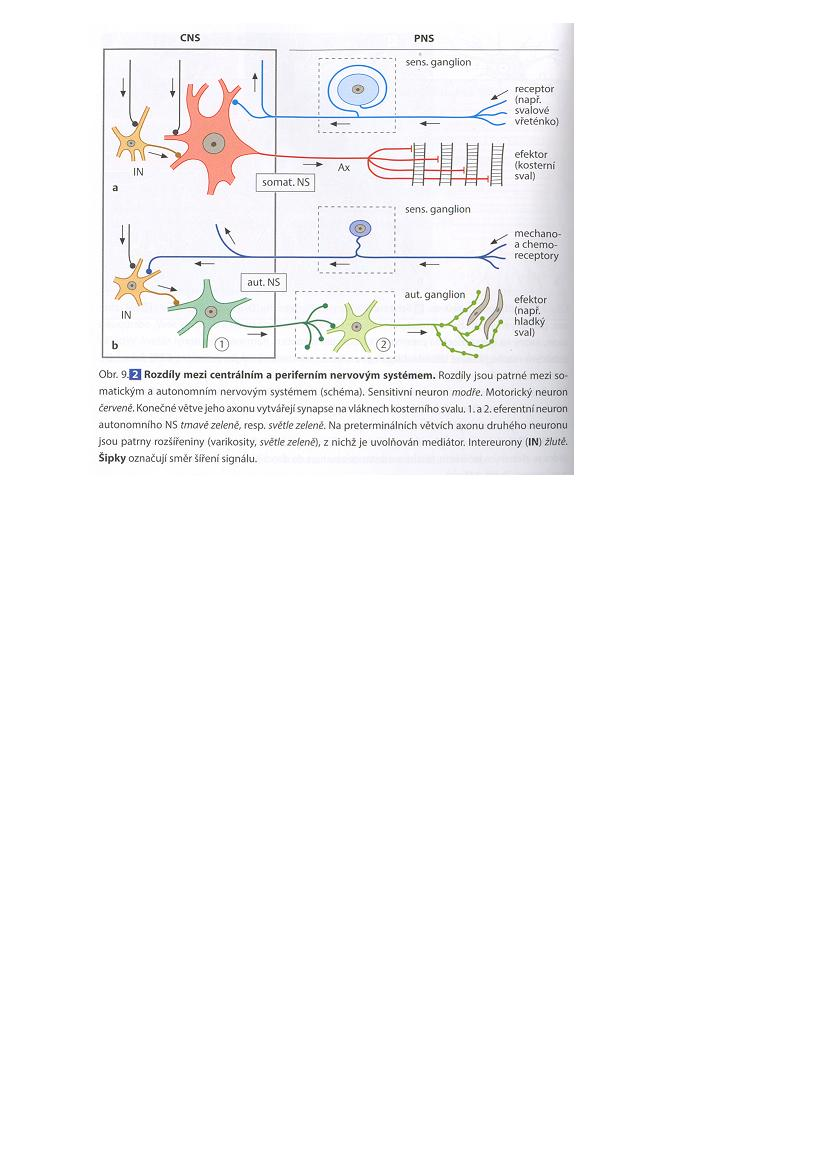 CNS
PNS
sens. ganglion
receptor
(např.
svalové
vřeténko)
IN
Ax
efektor
(kosterní
sval)
a
somat. NS
sens. ganglion
mechano-
a chemo-
receptory
aut. NS
aut. ganglion
efektor
(např.
hladký
sval)
IN
b
1
2
Obr. 9.2 Rozdíly mezi centrálním a periferním nervovým systémem. Rozdíly jsou patrné mezi so-
matickým a autonomním nervovým systémem (schéma). Sensitivní neuron modře. Motorický neuron
červeně. Konečné větve jeho axonu vytvářejí synapse na vláknech kosterního svalu. 1. a 2. eferentní neuron
autonomního NS tmavě zeleně, resp. světle zeleně. Na preterminálních větvích axonu druhého neuronu
jsou patrny rozšířeniny (varikosity, světle zeleně), z nichž je uvolňován mediátor. Intereurony (IN) žlutě.
Šipky označují směr šíření signálu.